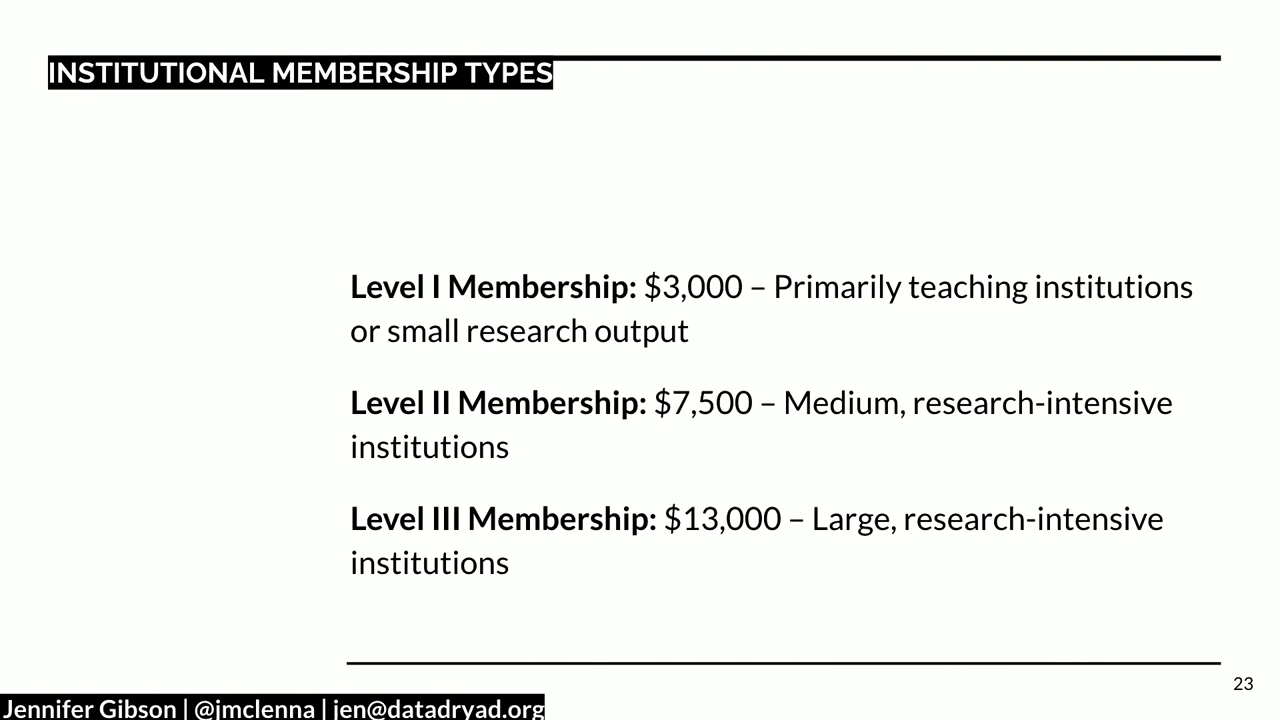 INSTITUTIONAL MEMBERSHIP TYPES
Level I Membership: $3,000 – Primarily teaching institutions
or small research output
Level II Membership: $7,500 – Medium, research-intensive
institutions
Level III Membership: $13,000 – Large, research-intensive
institutions
23
Jennifer Gibson | @jmclenna | jen@datadryad.org